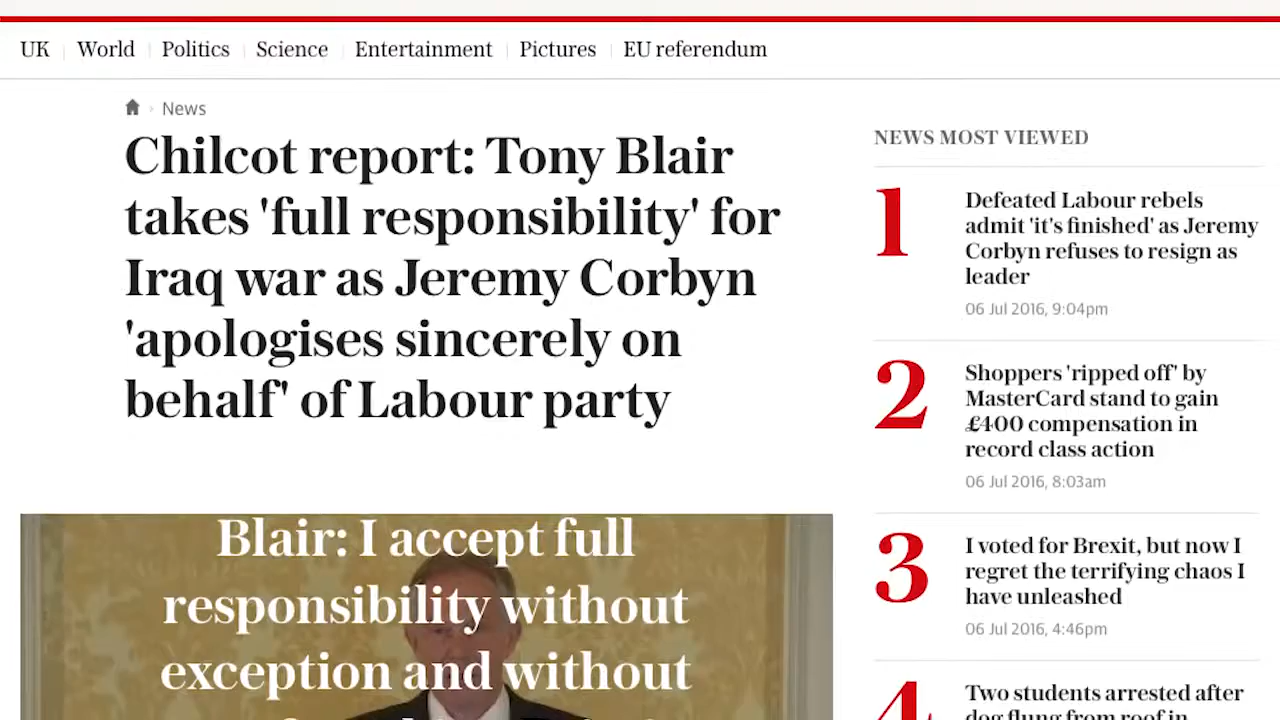 UK World Politics Science Entertainment Pictures EU referendum
News
Chilcot report: Tony Blair
takes 'full responsibility' for
Iraq war as Jeremy Corbyn
'apologises sincerely on
behalf' of Labour party
Blair: I accept full
responsibility without
exception and without
NEWS MOST VIEWED
1
Defeated Labour rebels
admit 'it's finished' as Jeremy
Corbyn refuses to resign as
leader
06 Jul 2016, 9:04pm
2
Shoppers 'ripped off' by
MasterCard stand to gain
£400 compensation in
record class action
06 Jul 2016, 8:03am
3
I voted for Brexit, but now I
regret the terrifying chaos I
have unleashed
06 Jul 2016, 4:46pm
4
Two students arrested after
dog flung from roof in